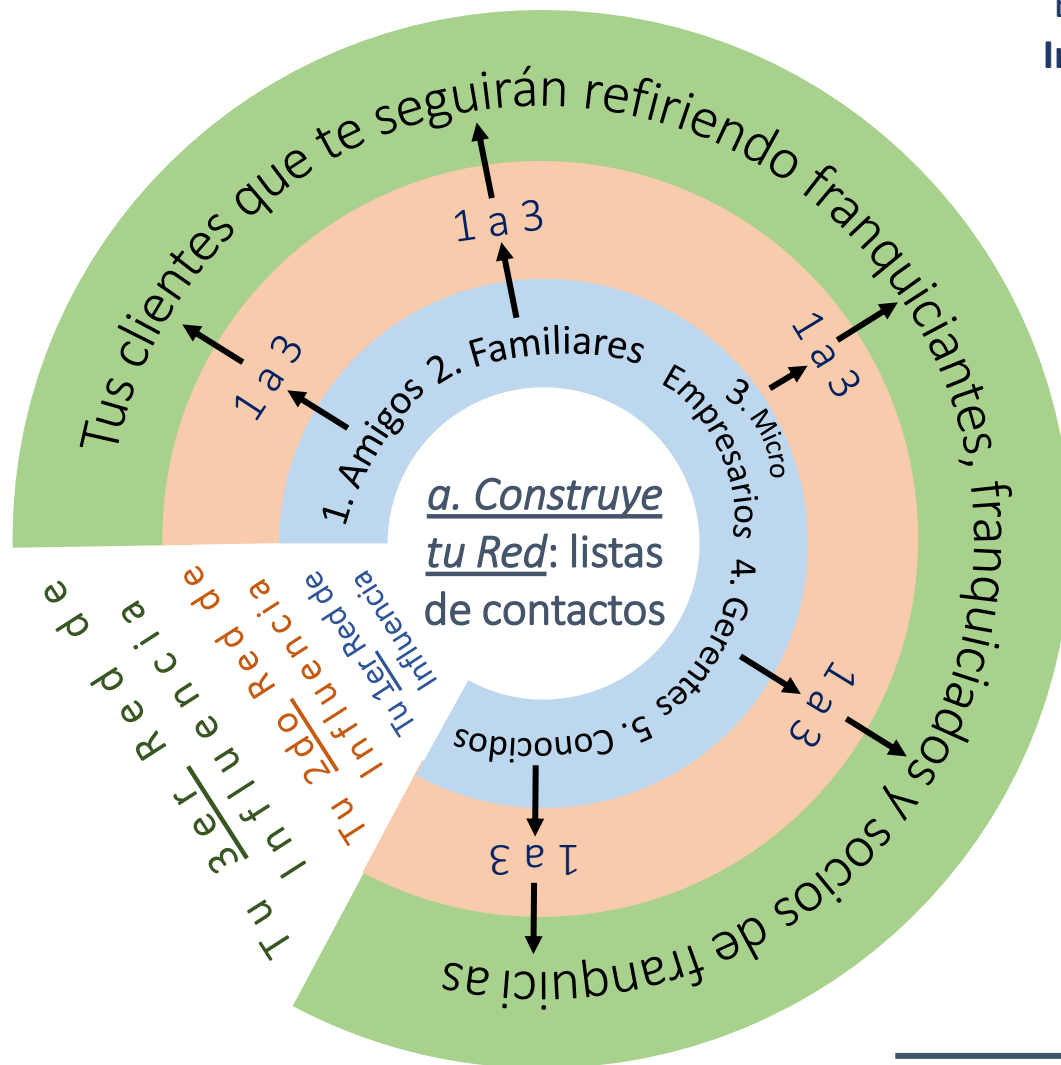 Tus clientes que te seguirán refiriendo franquiciantes, franquiciados y socios de franquicias
1 a 3
1 a 3
1 a 3
1 a 3
1 a 3
1. Amigos 2. Familiares
3. Micro
Empresarios 4. Gerentes 5. Conocidos
a. Construye
tu Red: listas
de contactos
Tu 1er Red de
Influencia
Tu 2do Red de
Influencia
Tu 3er Red de
Influencia